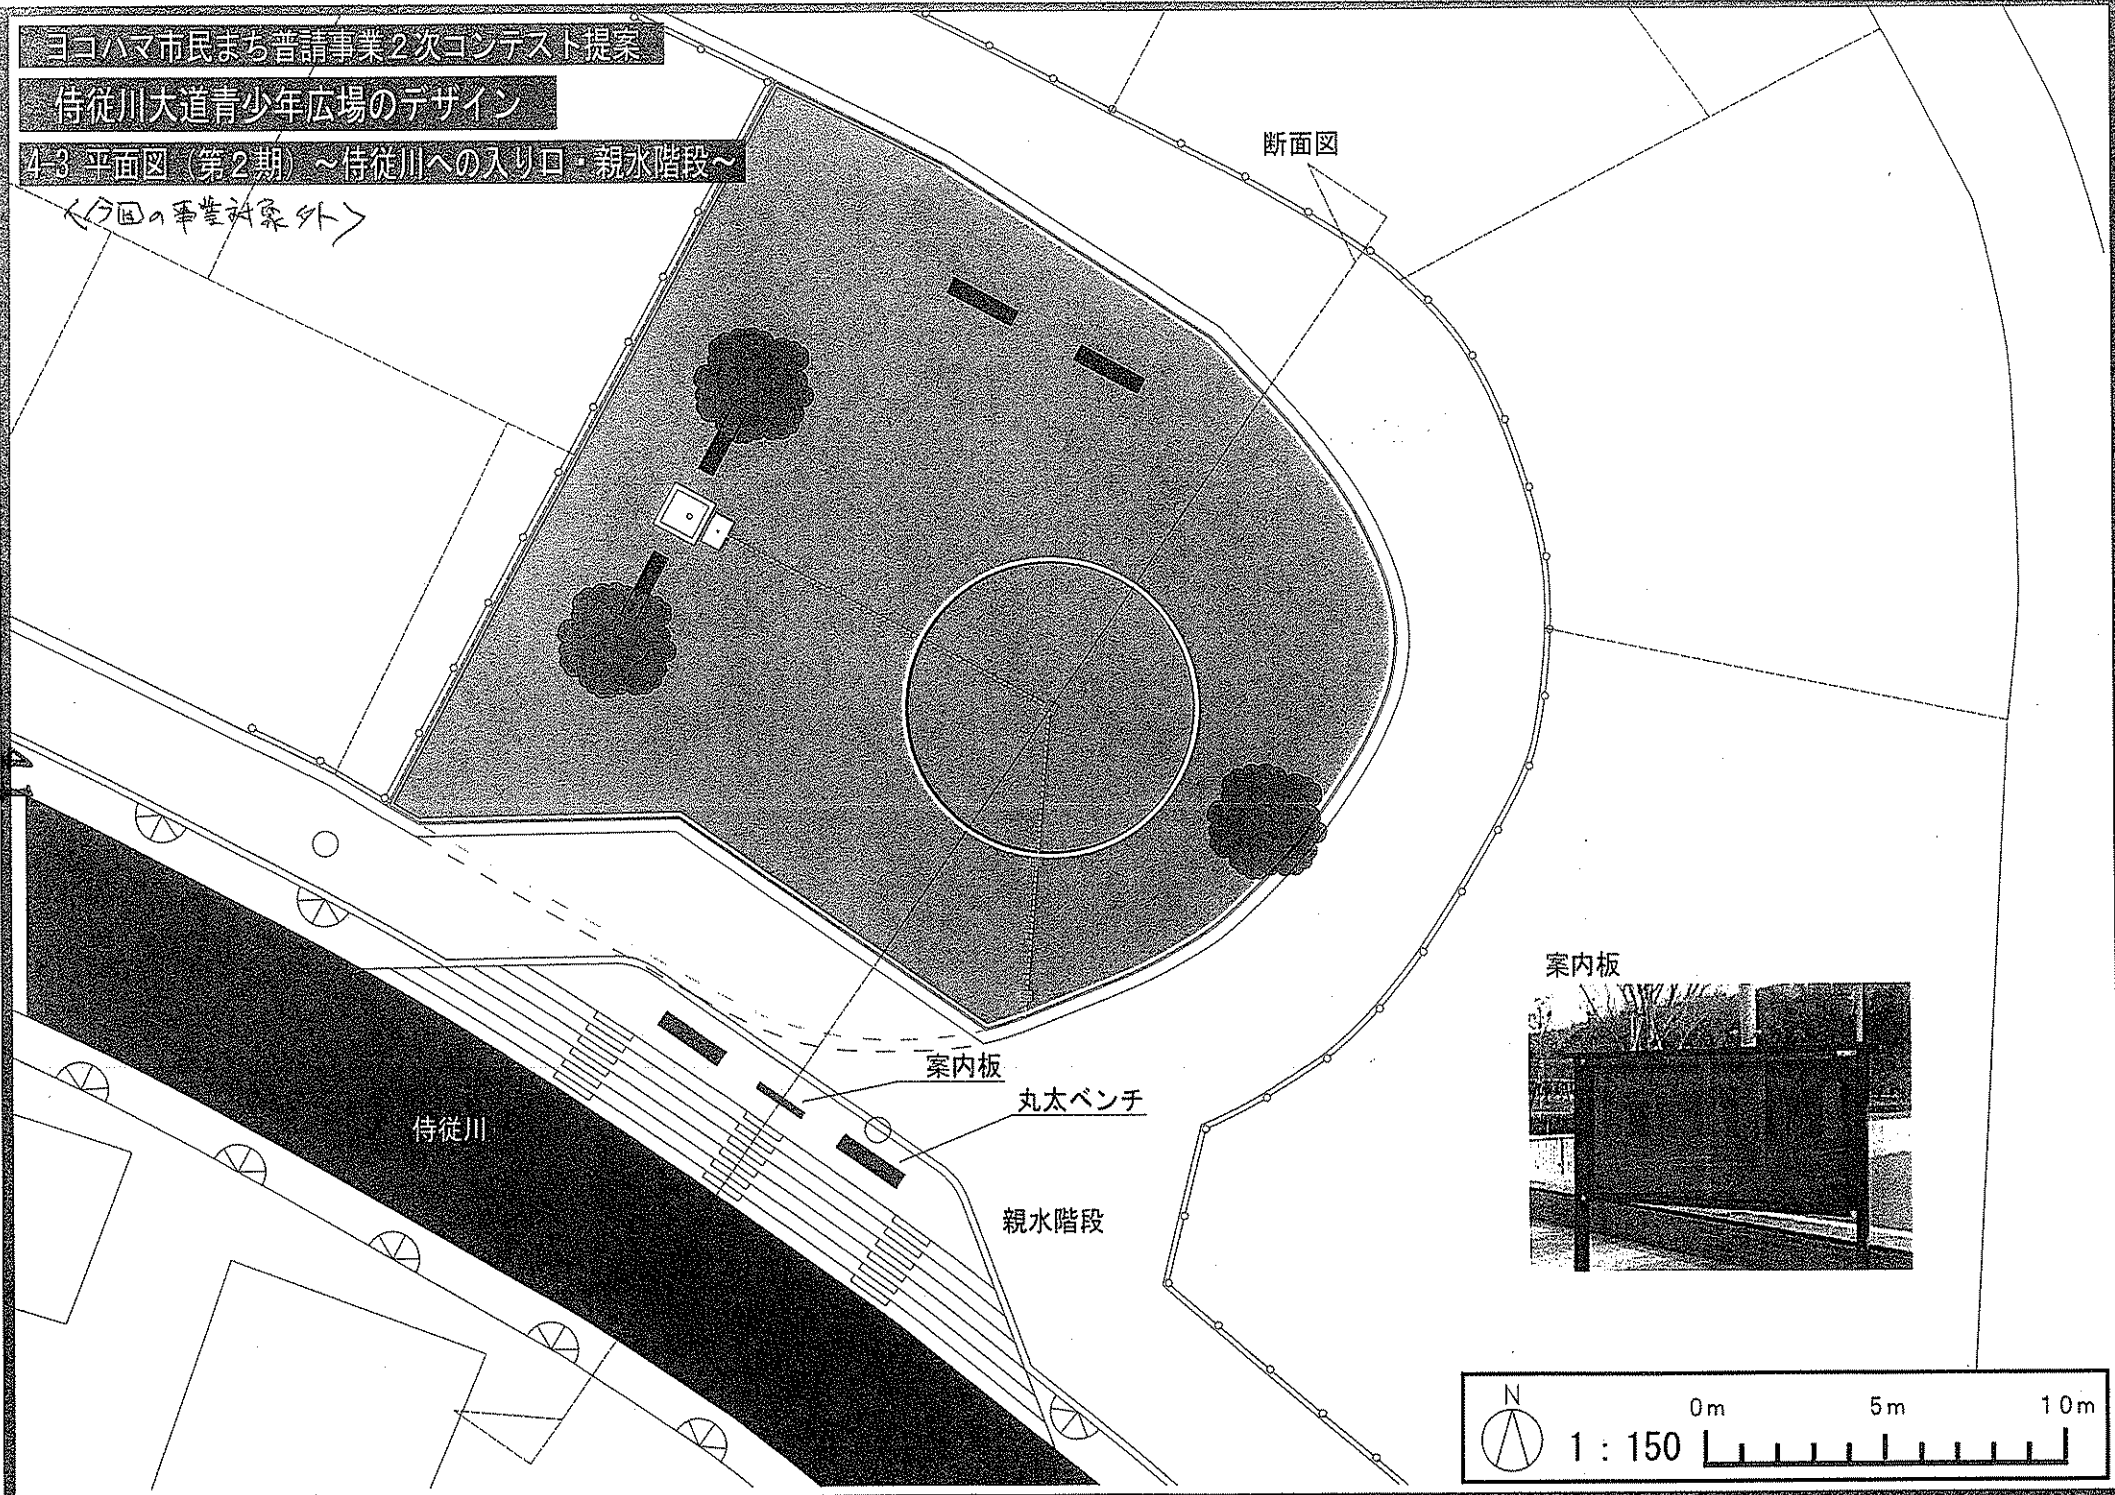 ヨコハマ市民まち普請事業2次コンテスト提案
侍従川大道青少年広場のデザイン
4-3 平面図（第2期）～侍従川への入り口・親水階段～
〈今回の事業対象外〉
断面図
案内板
案内板
丸太ベンチ
侍従川
親水階段
N
1：150
0m 5m 10m